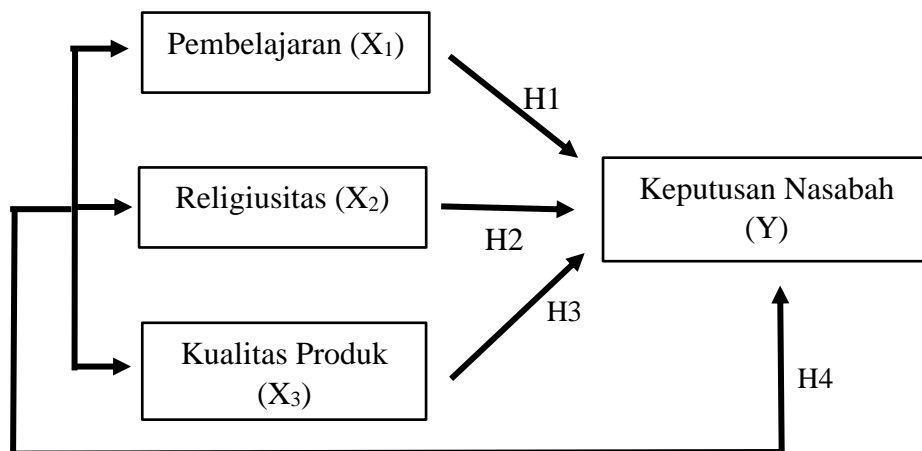 Pembelajaran (X₁)
H1
Religiusitas (X₂)
H2
Keputusan Nasabah
(Y)
Kualitas Produk
(X₃)
H3
H4